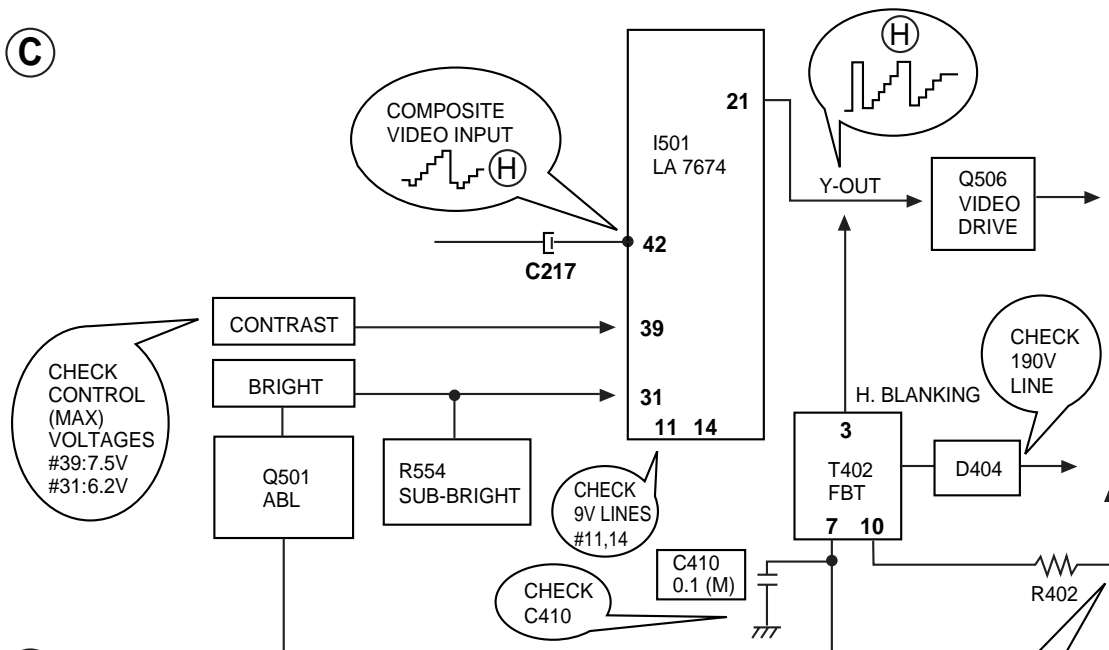 C
COMPOSITE
VIDEO INPUT
H
C217
42
21
I501
LA 7674
H
Y-OUT
Q506
VIDEO
DRIVE
CONTRAST
39
BRIGHT
31
11 14
CHECK
CONTROL
(MAX)
VOLTAGES
#39:7.5V
#31:6.2V
Q501
ABL
R554
SUB-BRIGHT
CHECK
9V LINES
#11,14
H. BLANKING
CHECK
190V
LINE
3
T402
FBT
7 10
D404
C410
0.1 (M)
CHECK
C410
R402